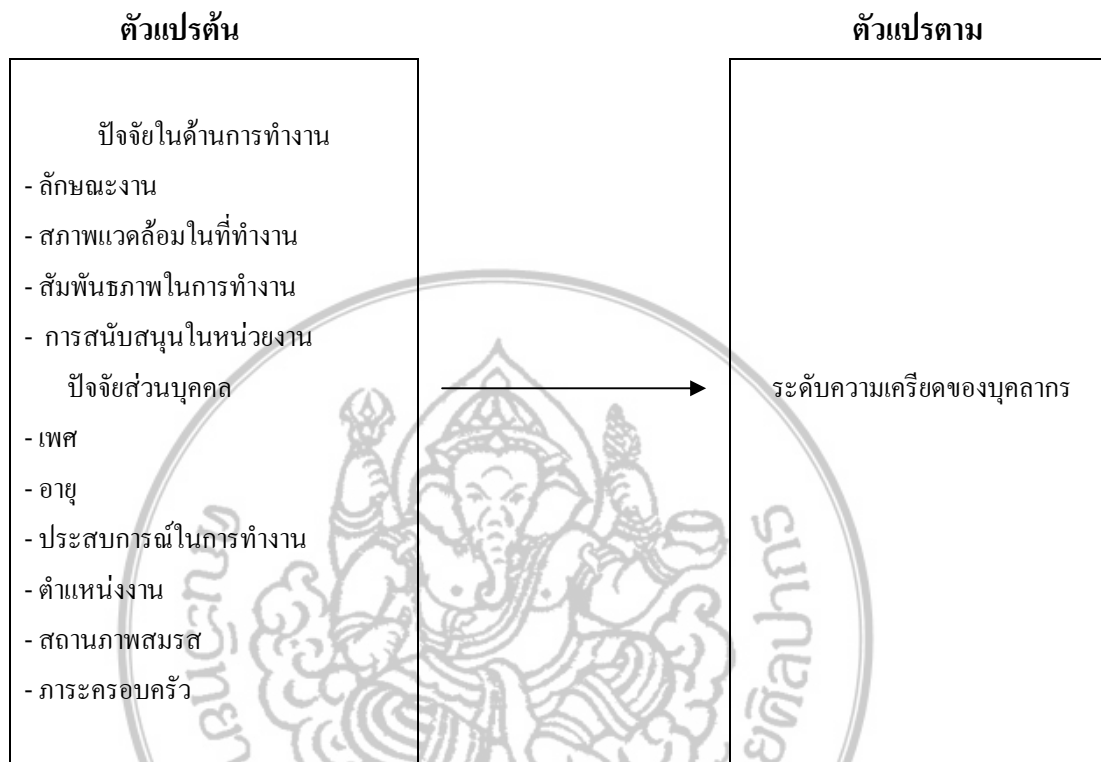 ตัวแปรต้น
ตัวแปรตาม
ปัจจัยในด้านการทำงาน
- ลักษณะงาน
- สภาพแวดล้อมในที่ทำงาน
- สัมพันธภาพในการทำงาน
- การสนับสนุนในหน่วยงาน
ปัจจัยส่วนบุคคล
- เพศ
- อายุ
- ประสบการณ์ในการทำงาน
- ตำแหน่งงาน
- สถานภาพสมรส
- ภาระครอบครัว
ระดับความเครียดของบุคลากร